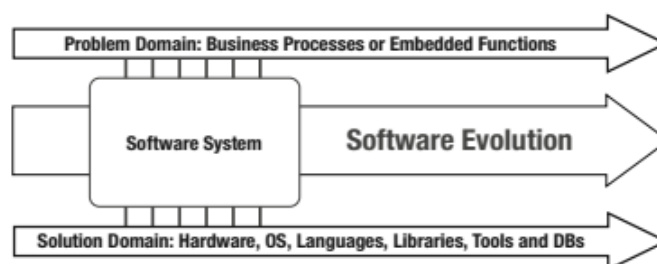 Problem Domain: Business Processes or Embedded Functions
Software System
Software Evolution
Solution Domain: Hardware, OS, Languages, Libraries, Tools and DBs